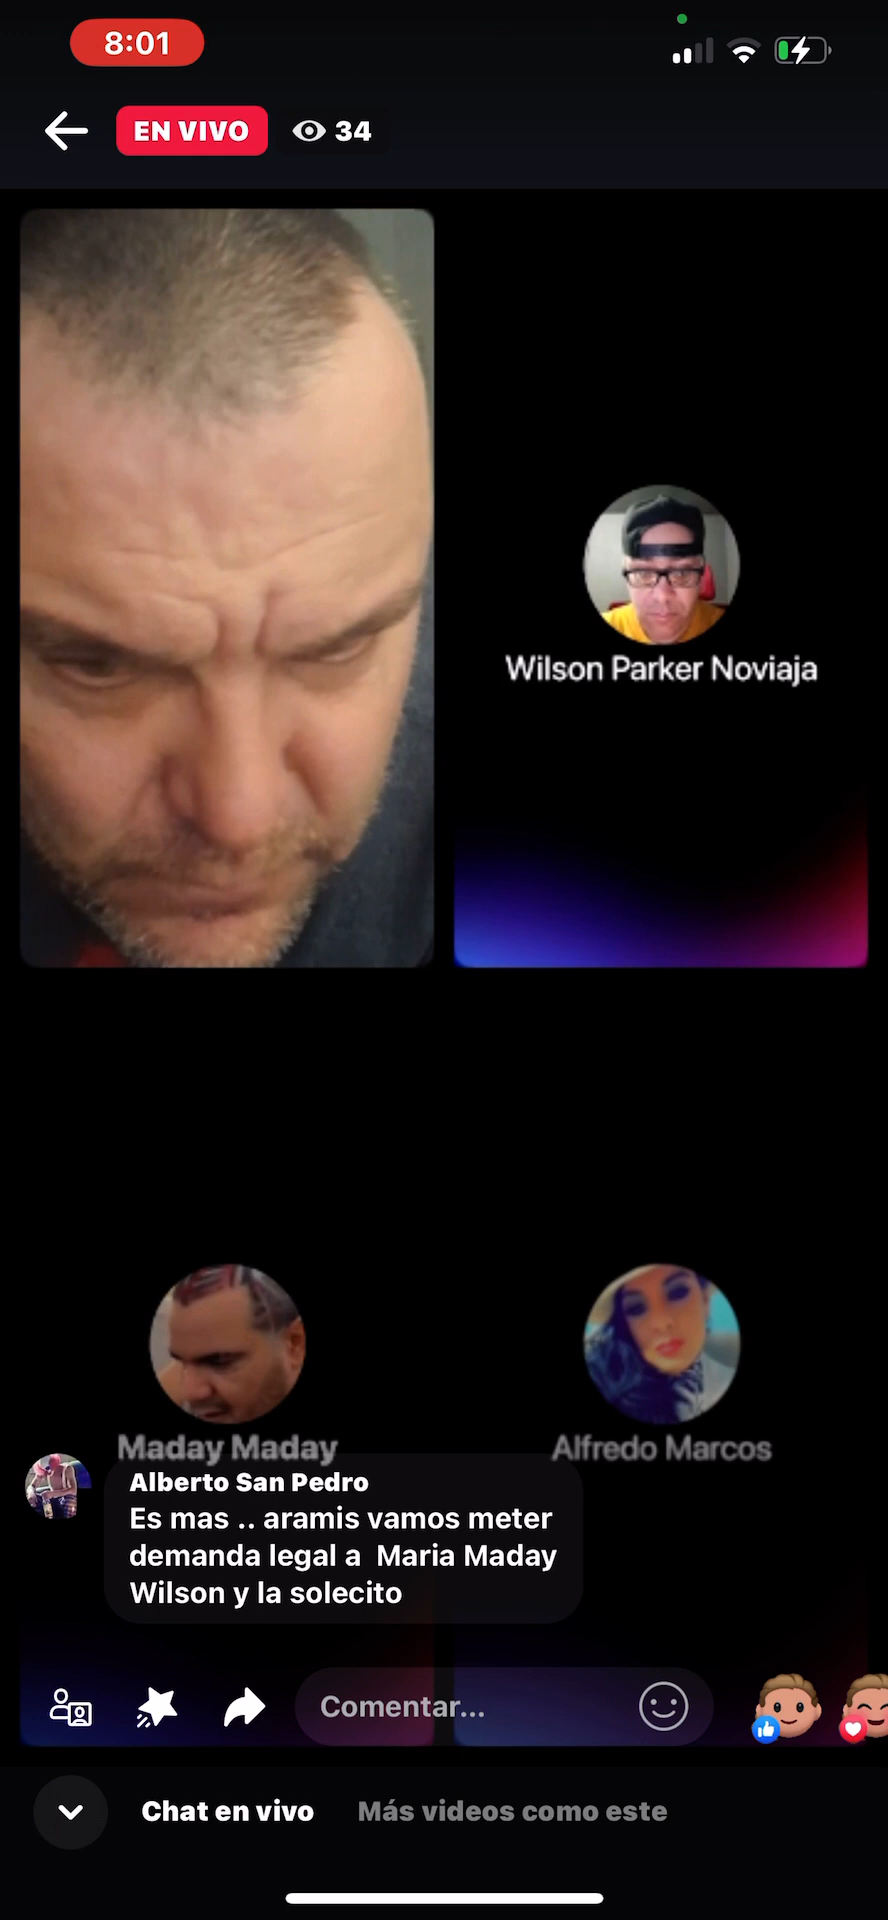 8:01
EN VIVO
34
Wilson Parker Noviaja
Maday Maday
Alfredo Marcos
Alberto San Pedro
Es mas .. aramis vamos meter
demanda legal a  Maria Maday
Wilson y la solecito
Comentar...
Chat en vivo
Más videos como este